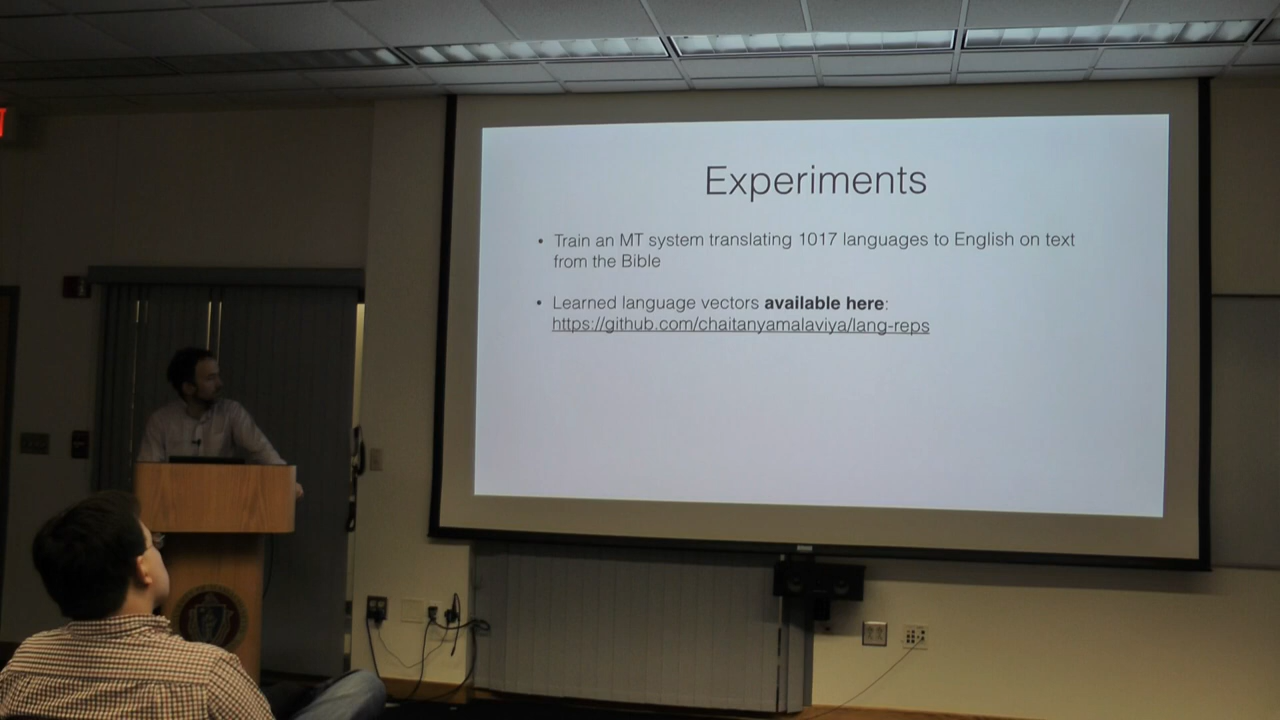 Experiments
• Train an MT system translating 1017 languages to English on text
from the Bible
• Learned language vectors available here:
https://github.com/chaitanyamalaviya/lang-reps